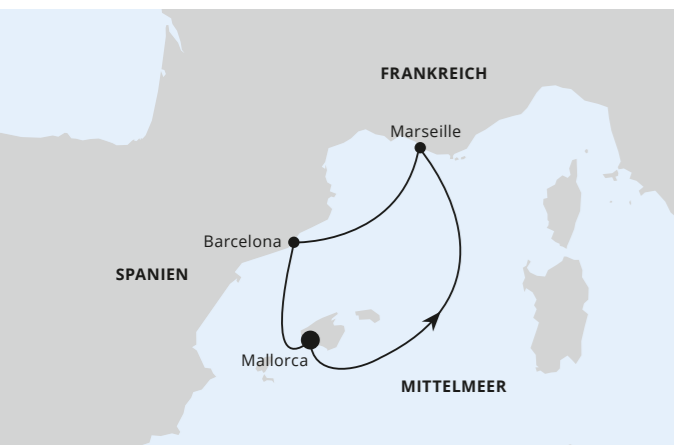 FRANKREICH
Marseille
Barcelona
SPANIEN
Mallorca
MITTELMEER